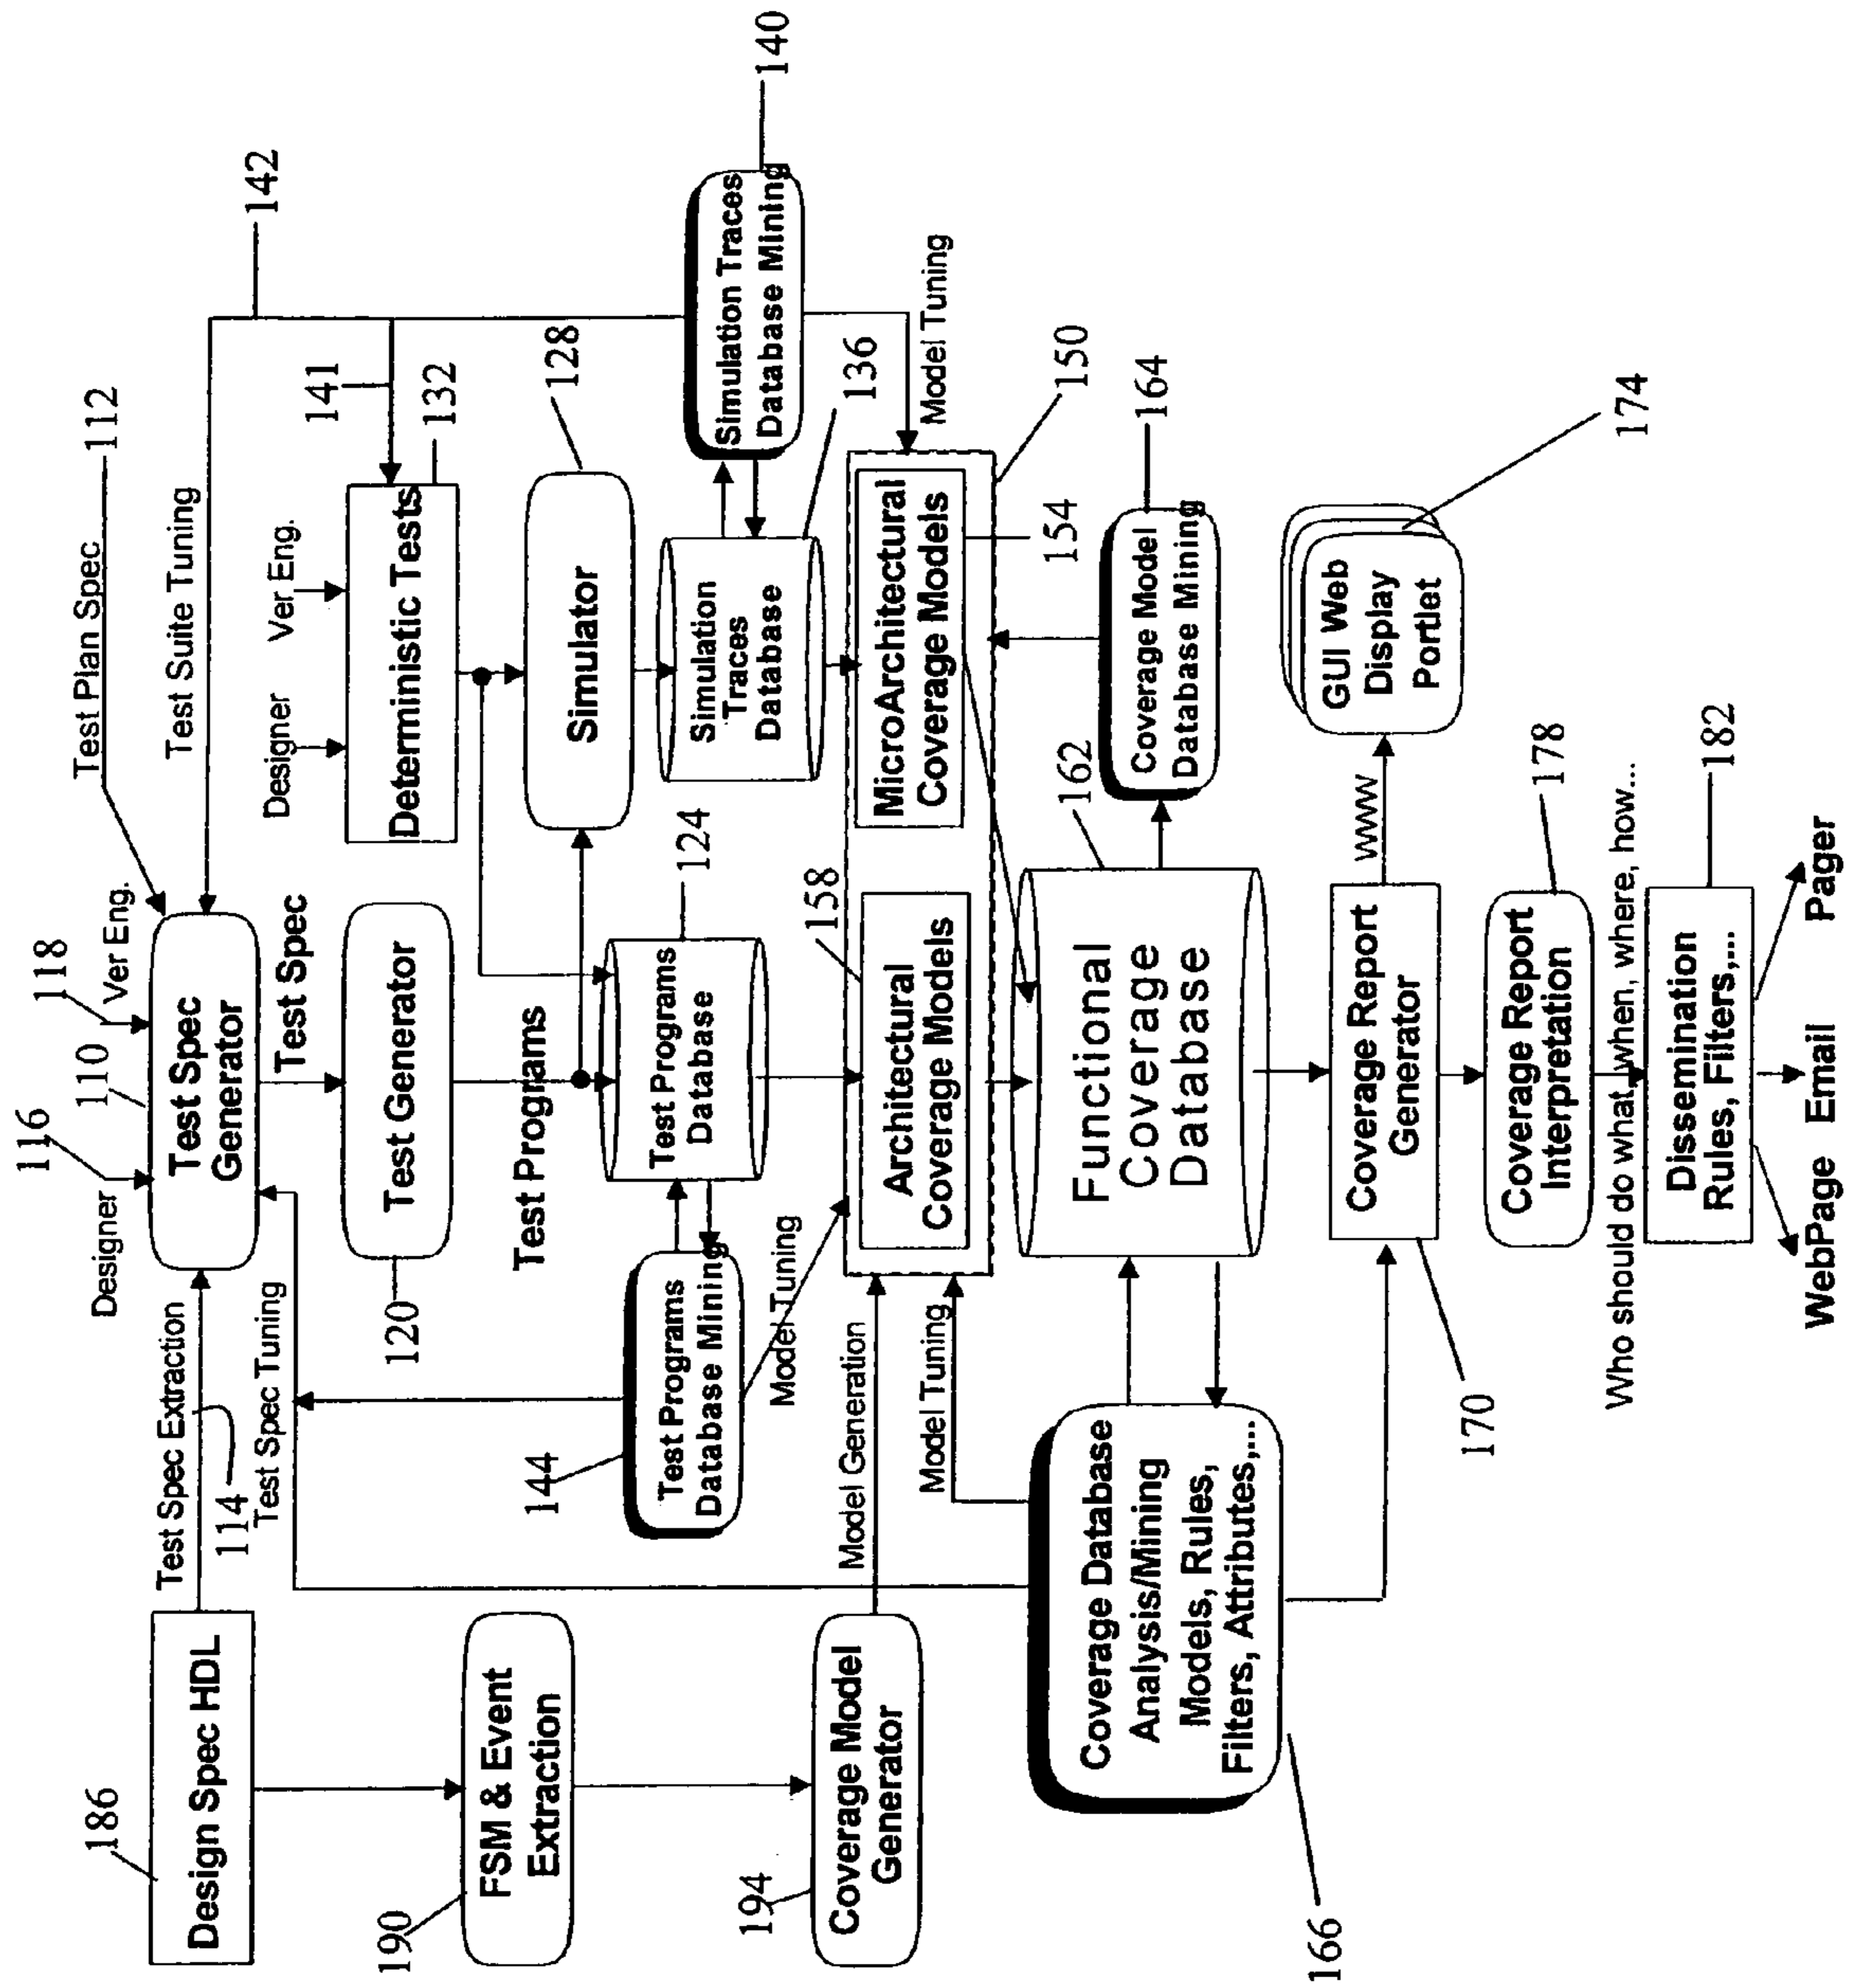 116
110
118
Designer
Ver Eng.
Test Plan Spec
112
142
186
Design Spec HDL
Test Spec Extraction
114
Test Spec Tuning
Test Spec
Generator
Test Suite Tuning
Test Spec
Designer
Ver Eng.
141
132
Deterministic Tests
190
FSM & Event
Extraction
120
Test Generator
Test Programs
Simulator
128
144
Test Programs
Database Mining
Test Programs
Database
124
Simulation
Traces
Database
136
Simulation Traces
Database Mining
140
Model Tuning
Model Tuning
194
Coverage Model
Generator
Model Generation
Model Tuning
158
Architectural
Coverage Models
MicroArchitectural
Coverage Models
150
154
166
Coverage Database
Analysis/Mining
Models, Rules,
Filters, Attributes,...
Functional
Coverage
Database
162
Coverage Model
Database Mining
164
170
Coverage Report
Generator
WWW
GUI Web
Display
Portlet
174
Coverage Report
Interpretation
178
Who should do what when, where, how...
Dissemination
Rules, Filters,...
182
WebPage
Email
Pager